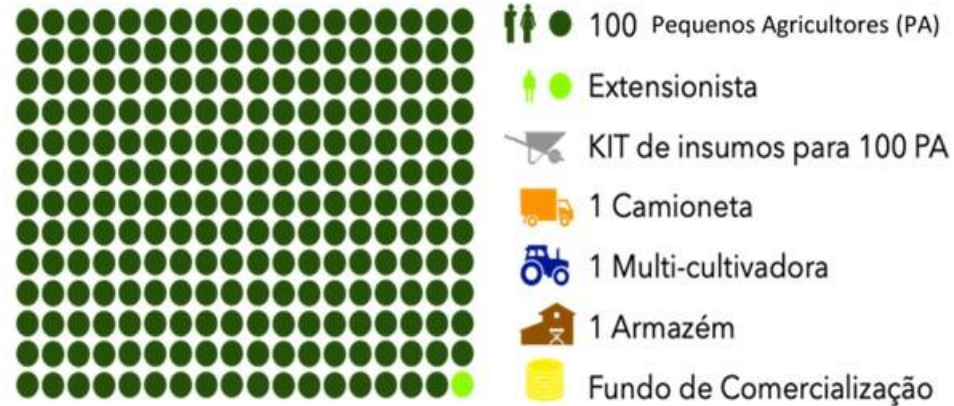 100 Pequenos Agricultores (PA)
Extensionista
KIT de insumos para 100 PA
1 Camioneta
1 Multi-cultivadora
1 Armazém
Fundo de Comercialização